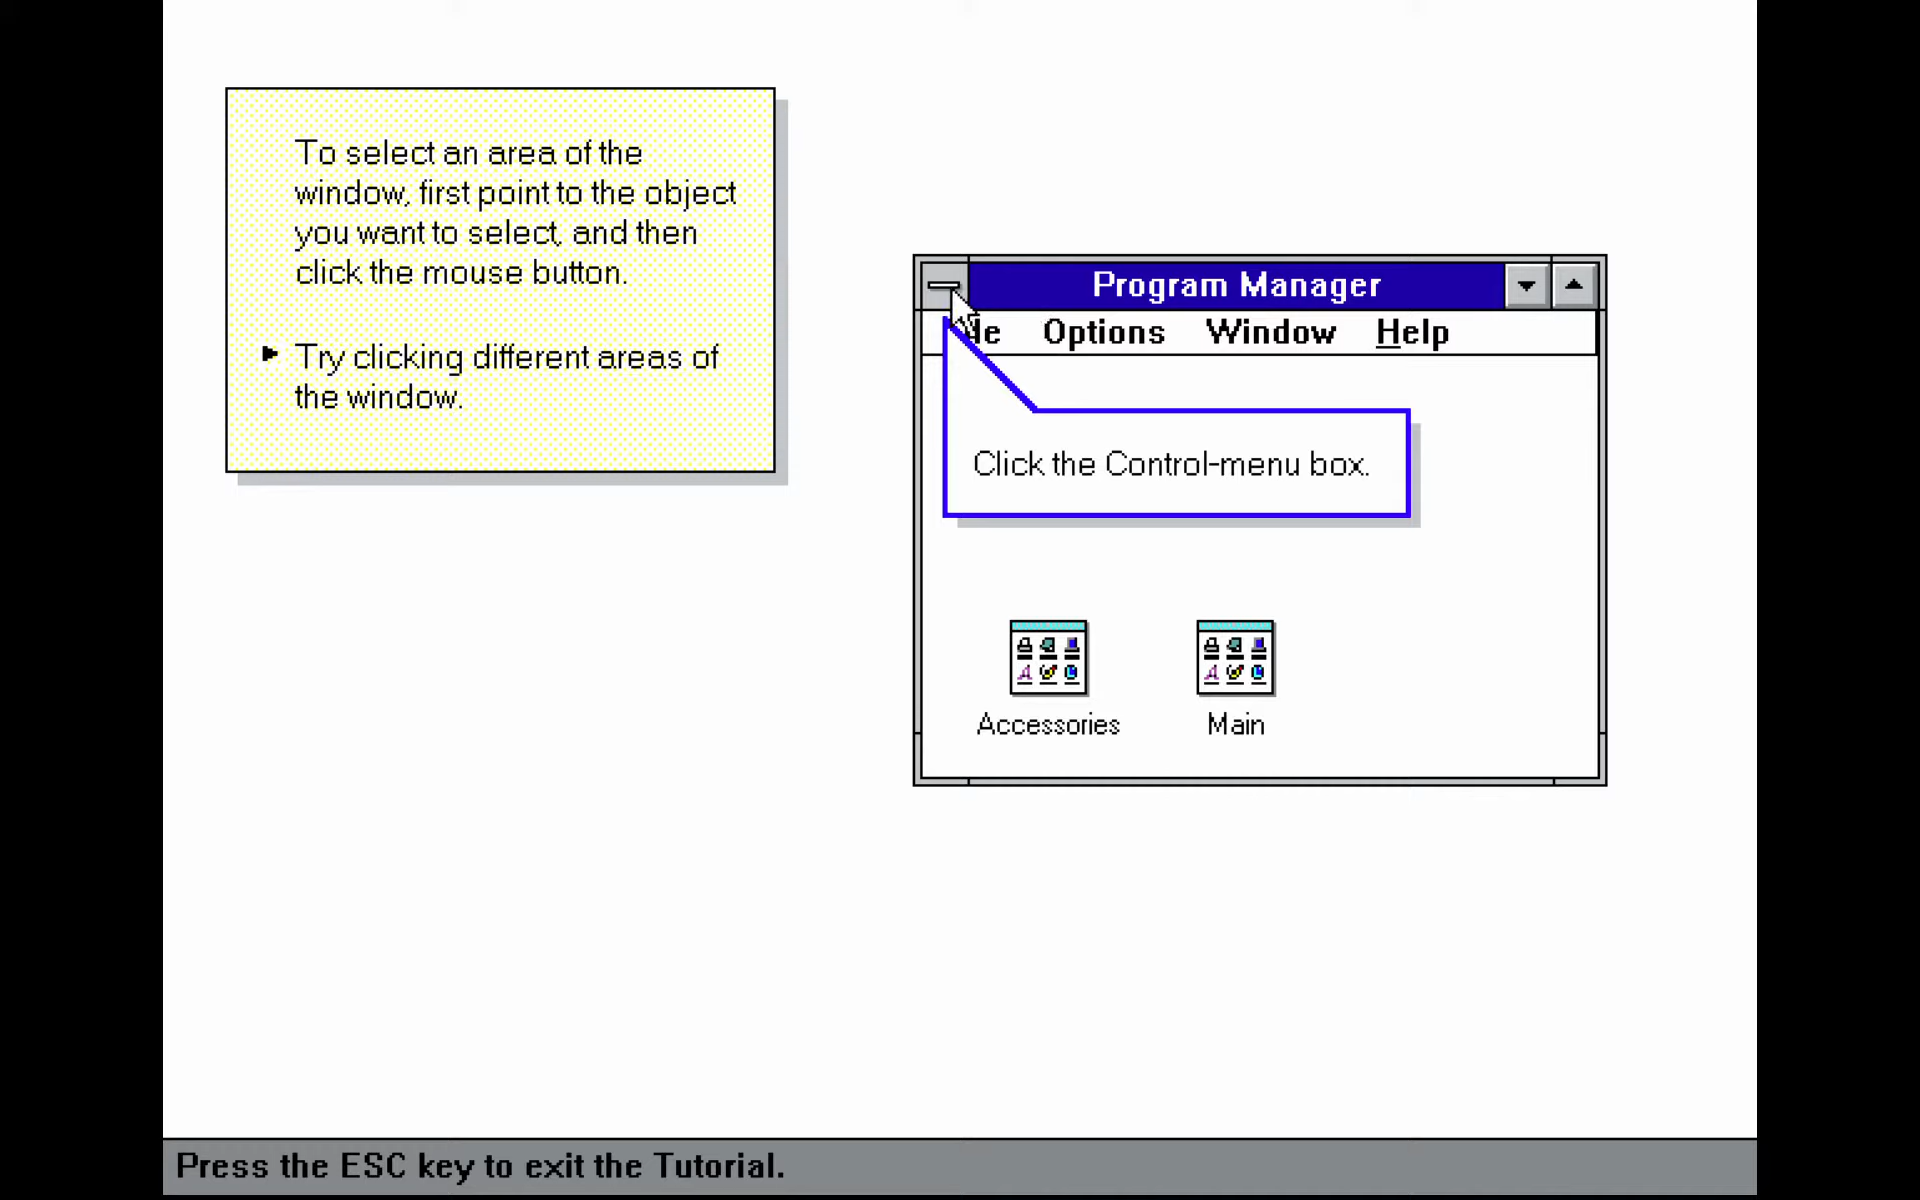 To select an area of the
window, first point to the object
you want to select, and then
click the mouse button.
Try clicking different areas of
the window.
Program Manager
Options Window Help
Click the Control-menu box.
Accessories Main
Press the ESC key to exit the Tutorial.